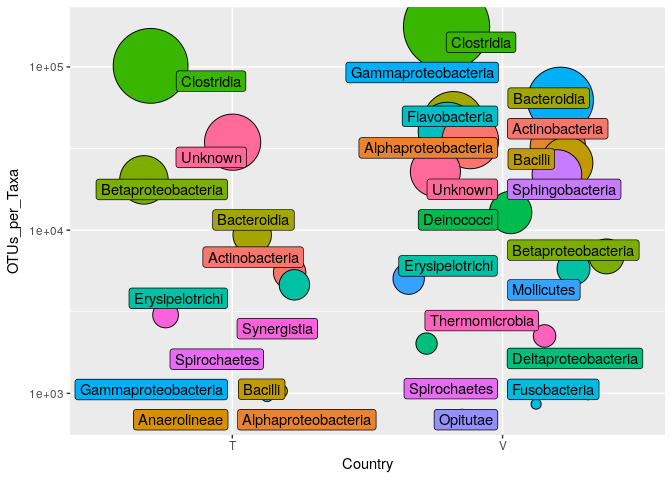 Clostridia
Gammaproteobacteria
1e+05
Clostridia
Bacteroidia
Flavobacteria
Actinobacteria
Alphaproteobacteria
Unknown
Bacilli
Betaproteobacteria
Unknown
Sphingobacteria
Bacteroidia
Deinococci
1e+04
Actinobacteria
Betaproteobacteria
Erysipelotrichi
Erysipelotrichi
Mollicutes
Synergistia
Thermomicrobia
Spirochaetes
Deltaproteobacteria
1e+03
Gammaproteobacteria
Bacilli
Spirochaetes
Fusobacteria
Anaerolineae
Alphaproteobacteria
Opitutae
T
V
Country
OTUs_per_Taxa